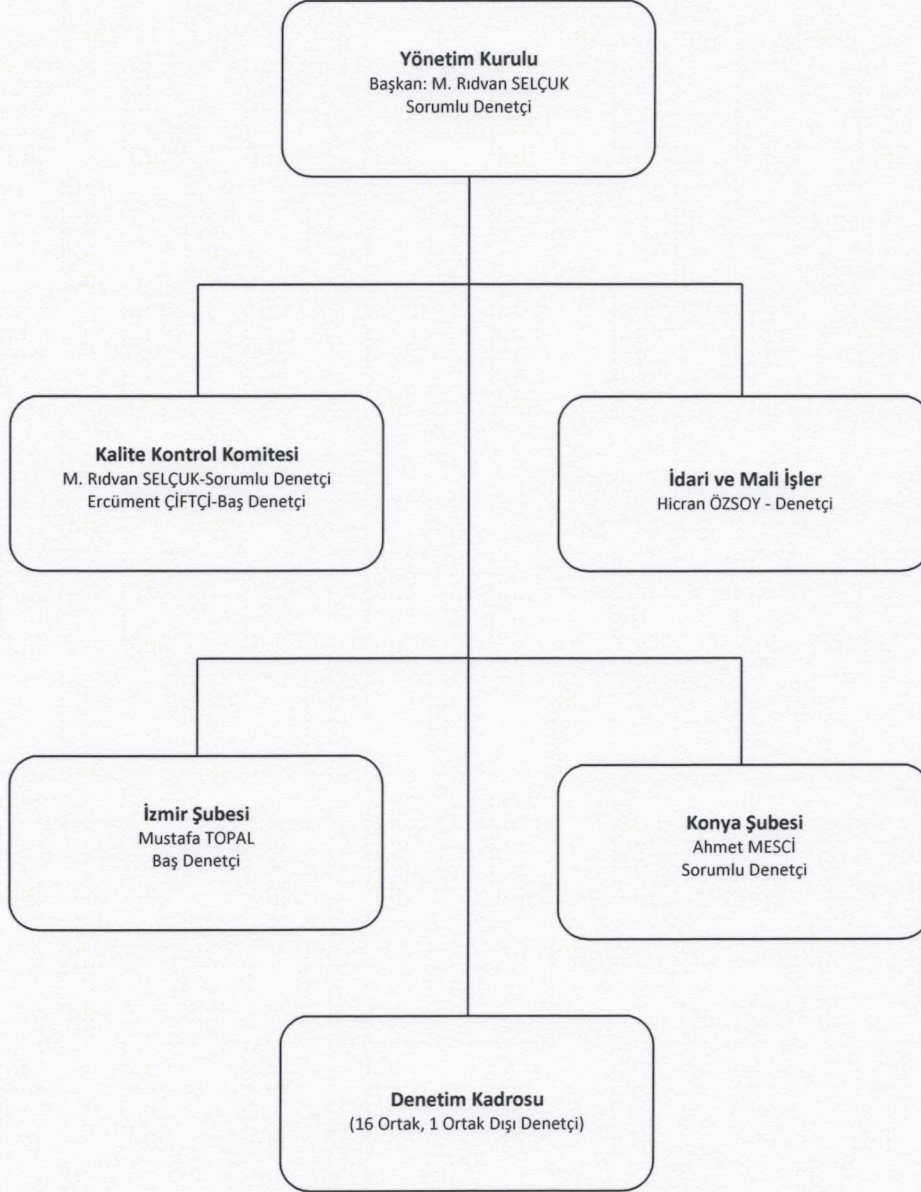 Yönetim Kurulu
Başkan: M. Rıdvan SELÇUK
Sorumlu Denetçi
Kalite Kontrol Komitesi
M. Rıdvan SELÇUK-Sorumlu Denetçi
Ercüment ÇİFTÇİ-Baş Denetçi
İdari ve Mali İşler
Hicran ÖZSOY - Denetçi
İzmir Şubesi
Mustafa TOPAL
Baş Denetçi
Konya Şubesi
Ahmet MESCİ
Sorumlu Denetçi
Denetim Kadrosu
(16 Ortak, 1 Ortak Dışı Denetçi)